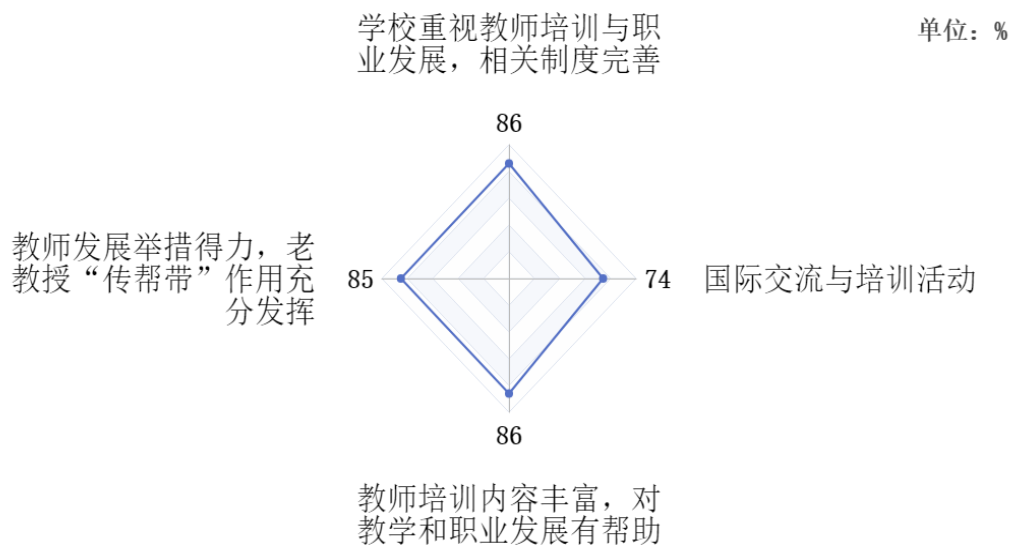 学校重视教师培训与职
业发展，相关制度完善
单位：%
86
教师发展举措得力，老
教授“传帮带”作用充
分发挥
85
74
国际交流与培训活动
86
教师培训内容丰富，对
教学和职业发展有帮助